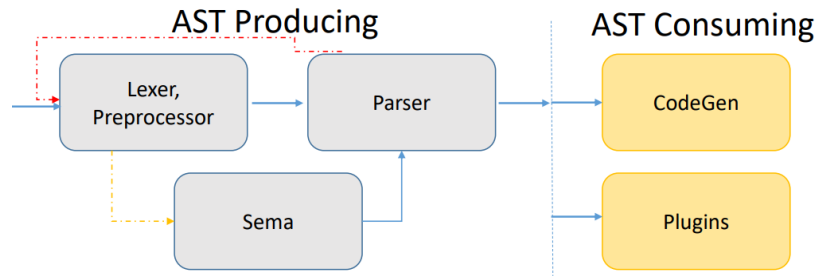 AST Producing
AST Consuming
Lexer,
Preprocessor
Parser
CodeGen
Sema
Plugins